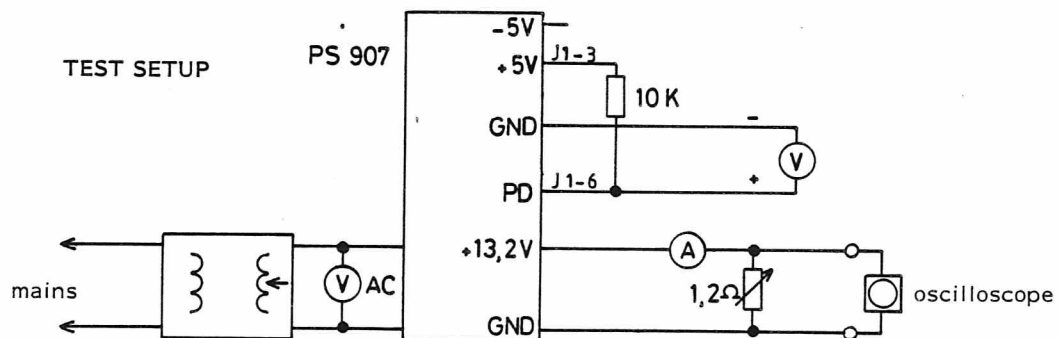 -5V
PS 907
TEST SETUP
+5V
J1-3
10 K
GND
-
V
+
PD
J1-6
+13,2V
A
V AC
mains
1,2Ω
oscilloscope
GND